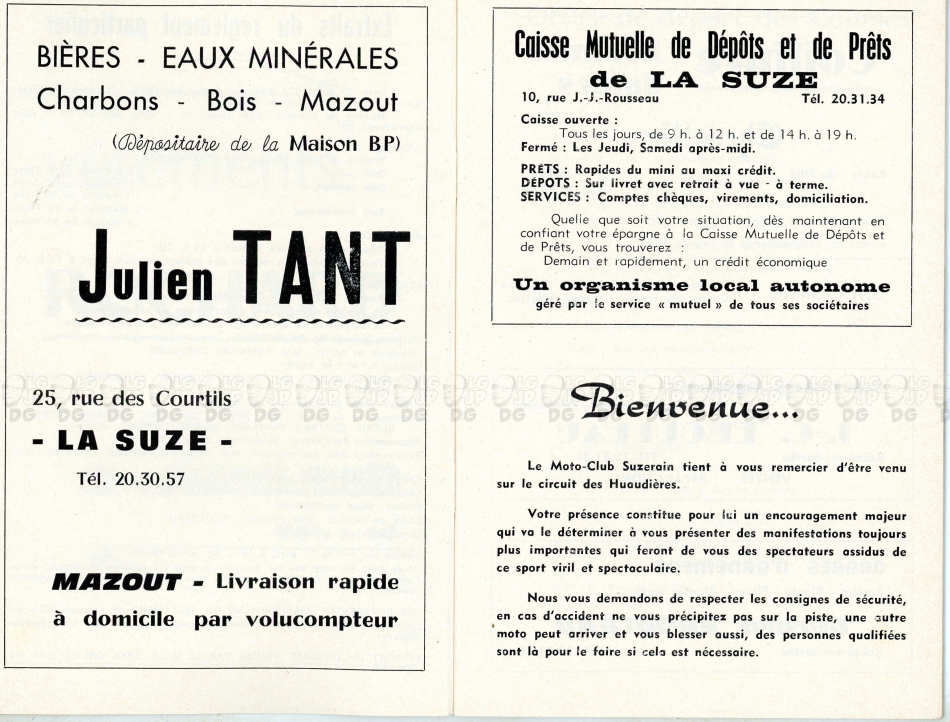 BIÈRES - EAUX MINÉRALES
Charbons - Bois - Mazout
(Dépositaire de la Maison BP)
Julien TANT
25, rue des Courtils
- LA SUZE -
Tél. 20.30.57
MAZOUT - Livraison rapide
à domicile par volucompteur
Caisse Mutuelle de Dépôts et de Prêts
de LA SUZE
10, rue J.-J.-Rousseau Tél. 20.31.34
Caisse ouverte :
Tous les jours, de 9 h. à 12 h. et de 14 h. à 19 h.
Fermé : Les Jeudi, Samedi après-midi.
PRÊTS : Rapides du mini au maxi crédit.
DÉPOTS : Sur livret avec retrait à vue - à terme.
SERVICES : Comptes chèques, virements, domiciliation.
Quelle que soit votre situation, dès maintenant en
confiant votre épargne à la Caisse Mutuelle de Dépôts et
de Prêts, vous trouverez :
Demain et rapidement, un crédit économique
Un organisme local autonome
géré par le service « mutuel » de tous ses sociétaires
Bienvenue...
Le Moto-Club Suzerain tient à vous remercier d'être venu
sur le circuit des Huaudières.
Votre présence constitue pour lui un encouragement majeur
qui va le déterminer à vous présenter des manifestations toujours
plus importantes qui feront de vous des spectateurs assidus de
ce sport viril et spectaculaire.
Nous vous demandons de respecter les consignes de sécurité,
en cas d'accident ne vous précipitez pas sur la piste, une autre
moto peut arriver et vous blesser aussi, des personnes qualifiées
sont là pour le faire si cela est nécessaire.